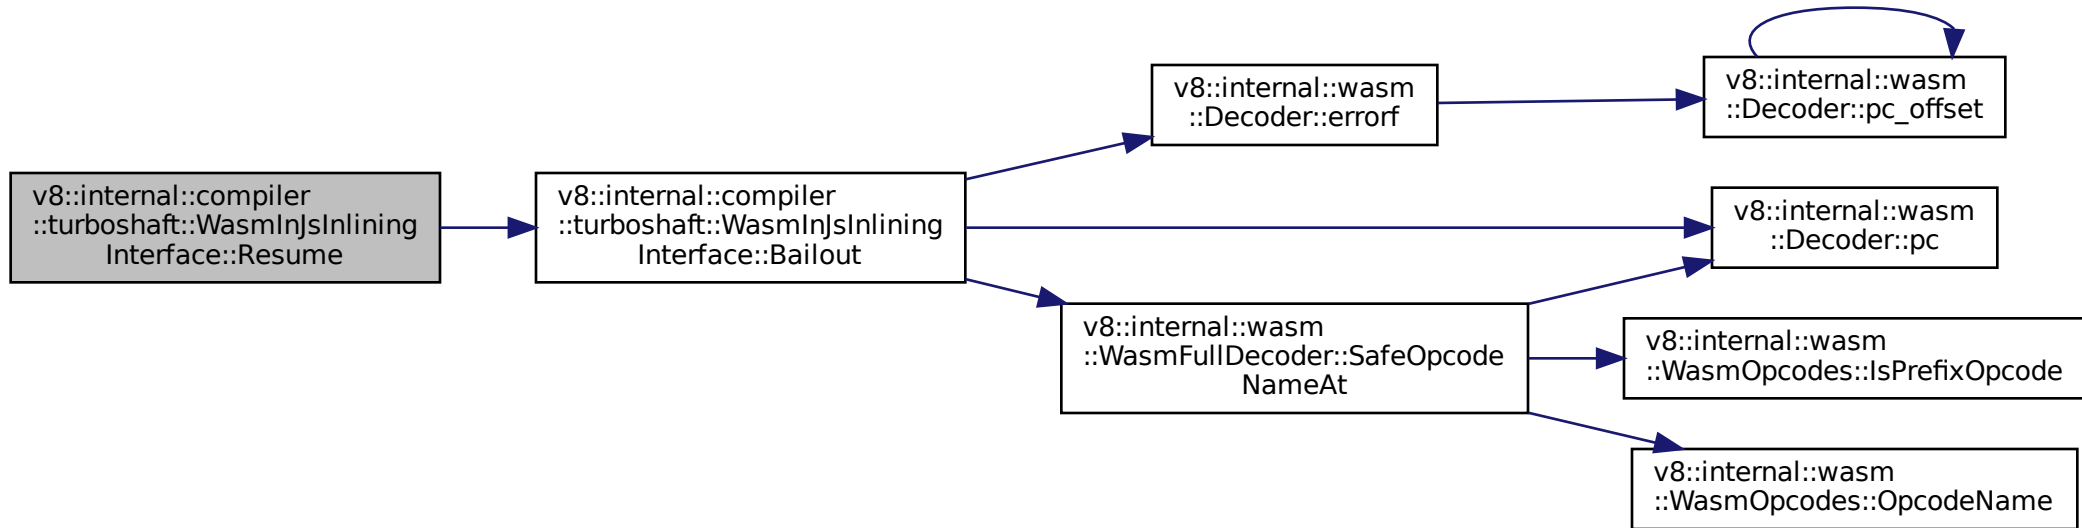 v8::internal::compiler
::turboshaft::WasmInJsInlining
Interface::Resume
v8::internal::compiler
::turboshaft::WasmInJsInlining
Interface::Bailout
v8::internal::wasm
::Decoder::errorf
v8::internal::wasm
::Decoder::pc_offset
v8::internal::wasm
::Decoder::pc
v8::internal::wasm
::WasmFullDecoder::SafeOpcode
NameAt
v8::internal::wasm
::WasmOpcodes::IsPrefixOpcode
v8::internal::wasm
::WasmOpcodes::OpcodeName